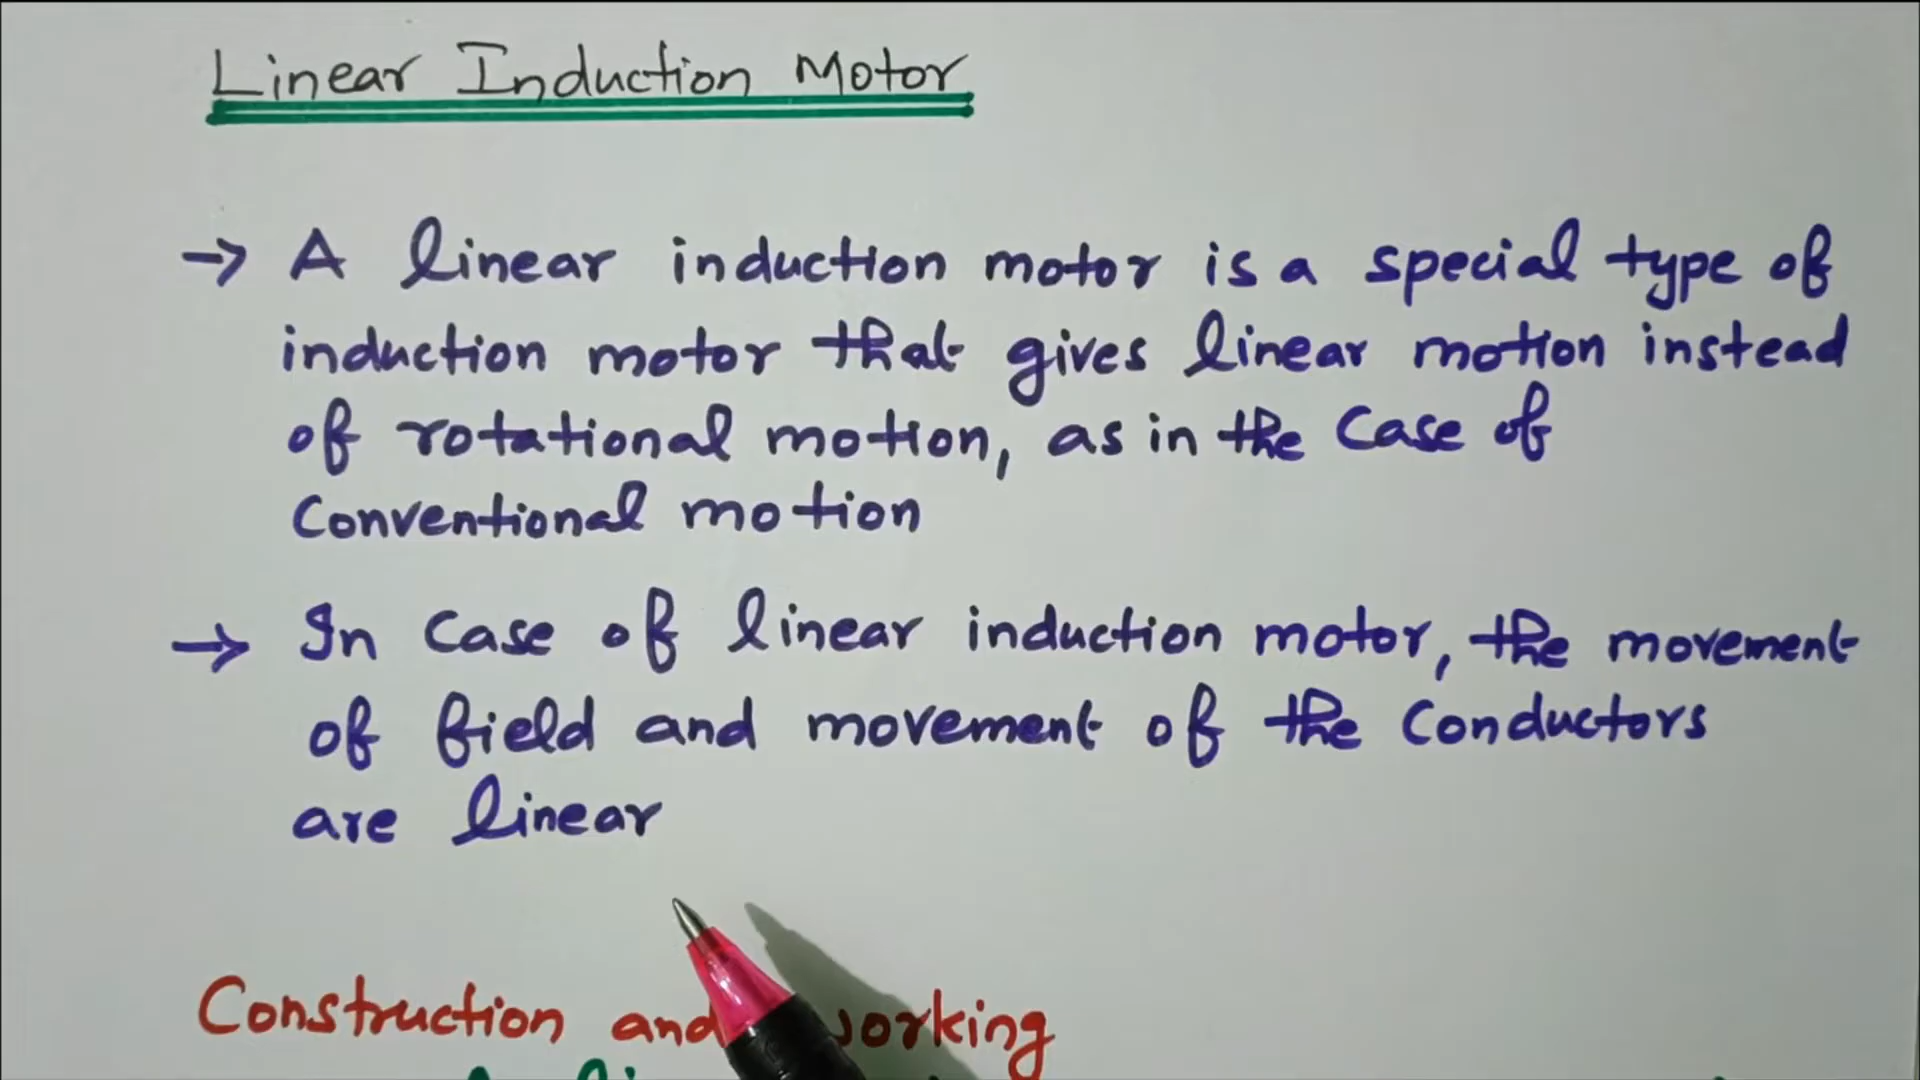 Linear Induction Motor
→ A linear induction motor is a special type of
induction motor that gives linear motion instead
of rotational motion, as in the case of
Conventional motion
→ In case of linear induction motor, the movement
of field and movement of the conductors
are linear
Construction and working